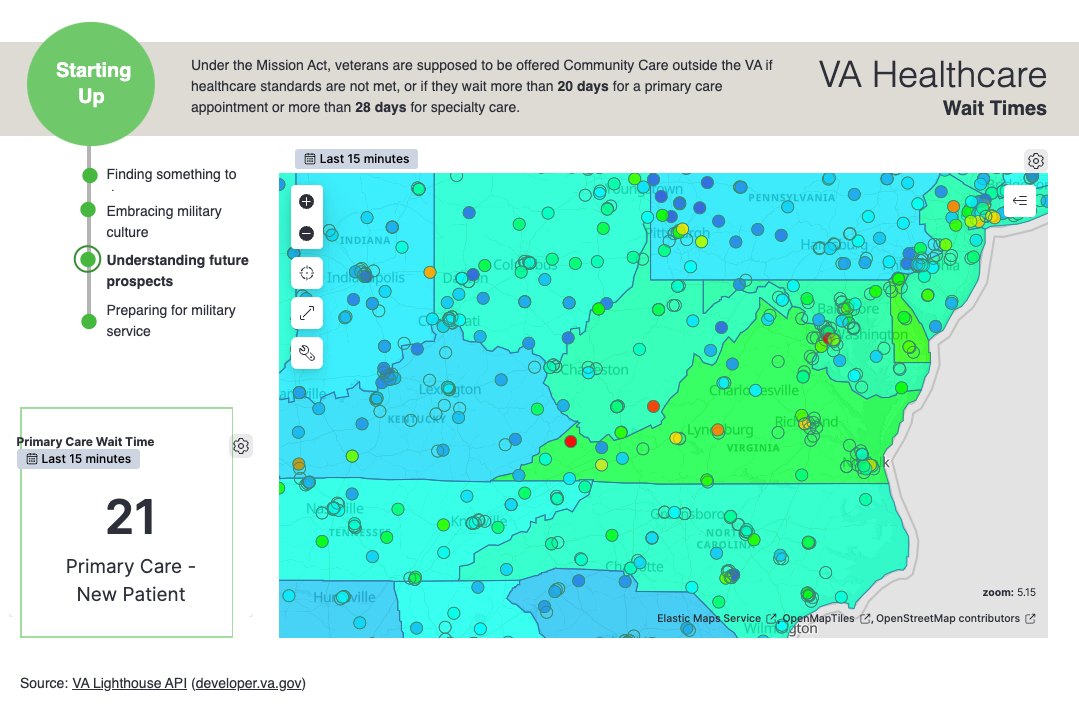 Starting
Up
Under the Mission Act, veterans are supposed to be offered Community Care outside the VA if
healthcare standards are not met, or if they wait more than 20 days for a primary care
appointment or more than 28 days for specialty care.
VA Healthcare
Wait Times
Finding something to
Embracing military
culture
Understanding future
prospects
Preparing for military
service
Last 15 minutes
PENNSYLVANIA
INDIANA
Indianapolis
Columbus
Harrisburg
Baltimore
Washington
Charleston
Lexington
KENTUCKY
Charlottesville
Richmond
Lynchburg
VIRGINIA
Nashville
TENNESSEE
Knoxville
Greensboro
NORTH
CAROLINA
Charlotte
Huntsville
Wilmington
zoom: 5.15
Elastic Maps Service, OpenMapTiles, OpenStreetMap contributors
Primary Care Wait Time
Last 15 minutes
21
Primary Care -
New Patient
Source: VA Lighthouse API (developer.va.gov)